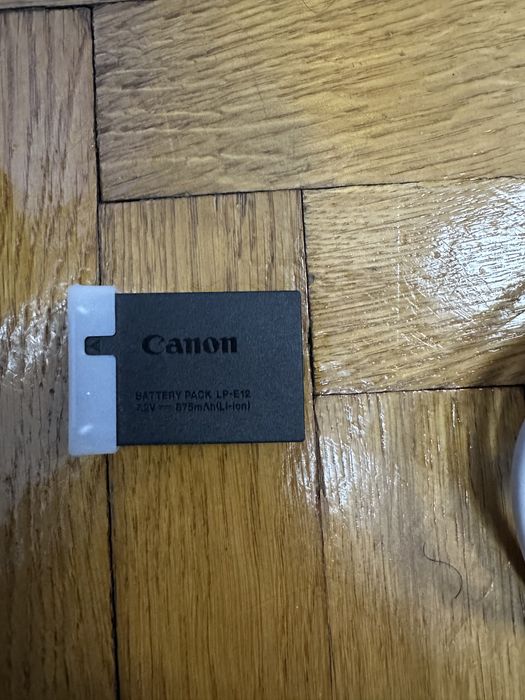 Canon
BATTERY PACK LP-E12
7.2V ⎓ 875mAh(Li-ion)